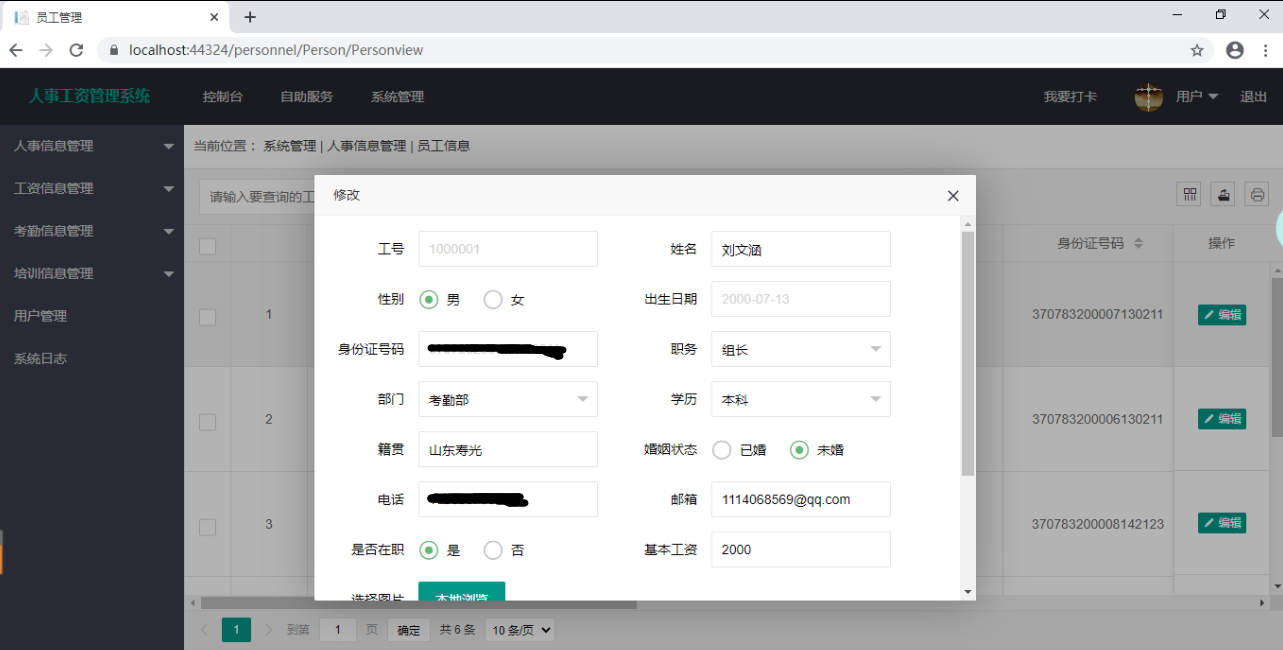 员工管理
localhost:44324/personnel/Person/Personview
人事工资管理系统 控制台 自助服务 系统管理 我要打卡 用户 退出
人事信息管理
工资信息管理
考勤信息管理
培训信息管理
用户管理
系统日志
当前位置： 系统管理 | 人事信息管理 | 员工信息
请输入要查询的工
身份证号码 操作
1 370783200007130211 编辑
2 370783200006130211 编辑
3 370783200008142123 编辑
修改
工号 1000001 姓名 刘文涵
性别 男 女 出生日期 2000-07-13
身份证号码 职务 组长
部门 考勤部 学历 本科
籍贯 山东寿光 婚姻状态 已婚 未婚
电话 邮箱 1114068569@qq.com
是否在职 是 否 基本工资 2000
选择图片 本地浏览
1 到第 1 页 确定 共 6 条 10 条/页